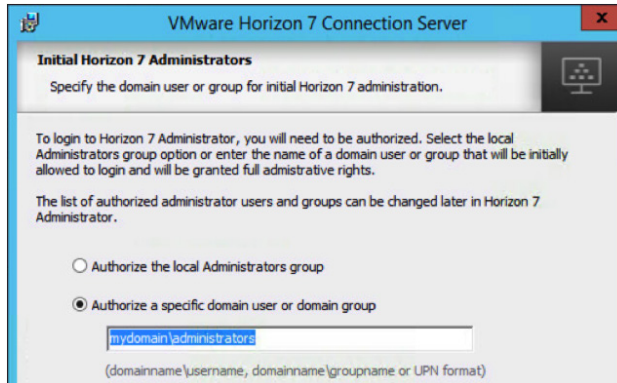 VMware Horizon 7 Connection Server
x
Initial Horizon 7 Administrators
Specify the domain user or group for initial Horizon 7 administration.
To login to Horizon 7 Administrator, you will need to be authorized. Select the local
Administrators group option or enter the name of a domain user or group that will be initially
allowed to login and will be granted full admistrative rights.
The list of authorized administrator users and groups can be changed later in Horizon 7
Administrator.
Authorize the local Administrators group
Authorize a specific domain user or domain group
mydomain\administrators
(domainname\username, domainname\groupname or UPN format)